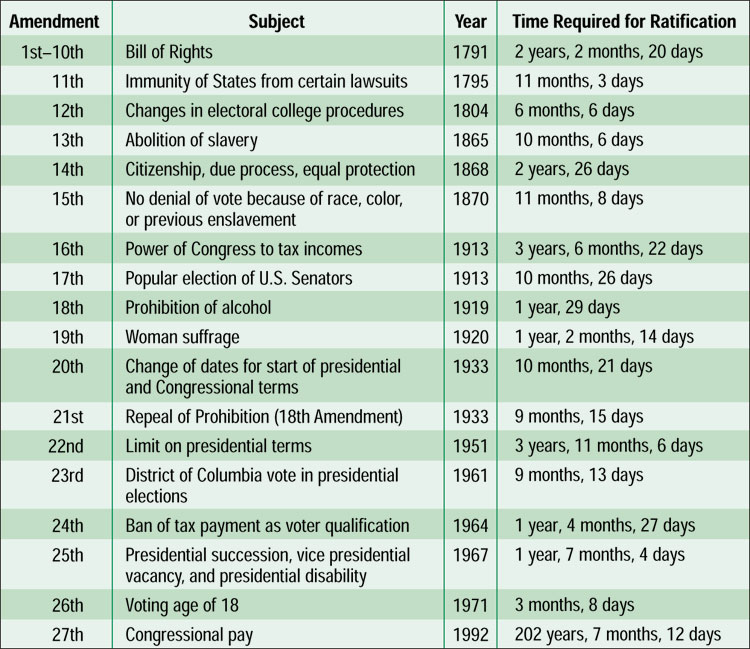 Amendment Subject Year Time Required for Ratification
1st–10th Bill of Rights 1791 2 years, 2 months, 20 days
11th Immunity of States from certain lawsuits 1795 11 months, 3 days
12th Changes in electoral college procedures 1804 6 months, 6 days
13th Abolition of slavery 1865 10 months, 6 days
14th Citizenship, due process, equal protection 1868 2 years, 26 days
15th No denial of vote because of race, color, 1870 11 months, 8 days
or previous enslavement
16th Power of Congress to tax incomes 1913 3 years, 6 months, 22 days
17th Popular election of U.S. Senators 1913 10 months, 26 days
18th Prohibition of alcohol 1919 1 year, 29 days
19th Woman suffrage 1920 1 year, 2 months, 14 days
20th Change of dates for start of presidential 1933 10 months, 21 days
and Congressional terms
21st Repeal of Prohibition (18th Amendment) 1933 9 months, 15 days
22nd Limit on presidential terms 1951 3 years, 11 months, 6 days
23rd District of Columbia vote in presidential 1961 9 months, 13 days
elections
24th Ban of tax payment as voter qualification 1964 1 year, 4 months, 27 days
25th Presidential succession, vice presidential 1967 1 year, 7 months, 4 days
vacancy, and presidential disability
26th Voting age of 18 1971 3 months, 8 days
27th Congressional pay 1992 202 years, 7 months, 12 days